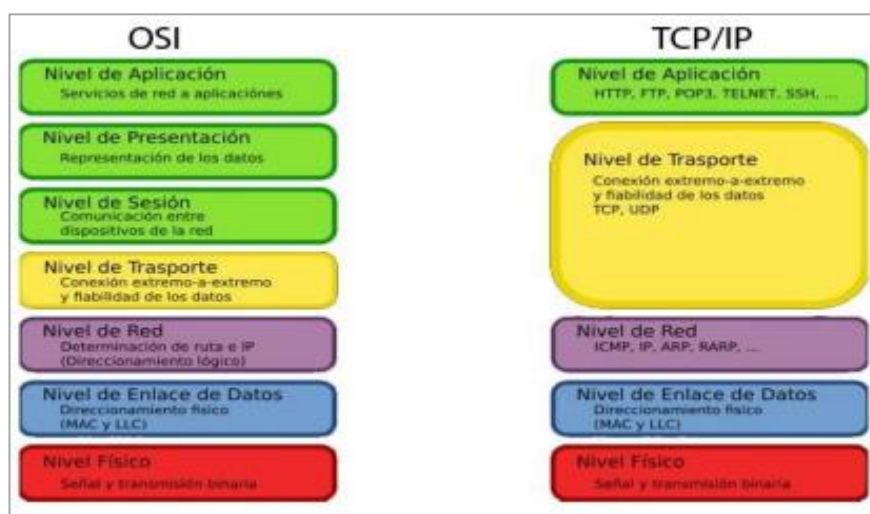 OSI
Nivel de Aplicación
Servicios de red a aplicaciónes
Nivel de Presentación
Representación de los datos
Nivel de Sesión
Comunicación entre
dispositivos de la red
Nivel de Trasporte
Conexión extremo-a-extremo
y fiabilidad de los datos
Nivel de Red
Determinación de ruta e IP
(Direccionamiento lógico)
Nivel de Enlace de Datos
Direccionamiento físico
(MAC y LLC)
Nivel Físico
Señal y transmisión binaria
TCP/IP
Nivel de Aplicación
HTTP, FTP, POP3, TELNET, SSH, ...
Nivel de Trasporte
Conexión extremo-a-extremo
y fiabilidad de los datos
TCP, UDP
Nivel de Red
ICMP, IP, ARP, RARP, ...
Nivel de Enlace de Datos
Direccionamiento físico
(MAC y LLC)
Nivel Físico
Señal y transmisión binaria